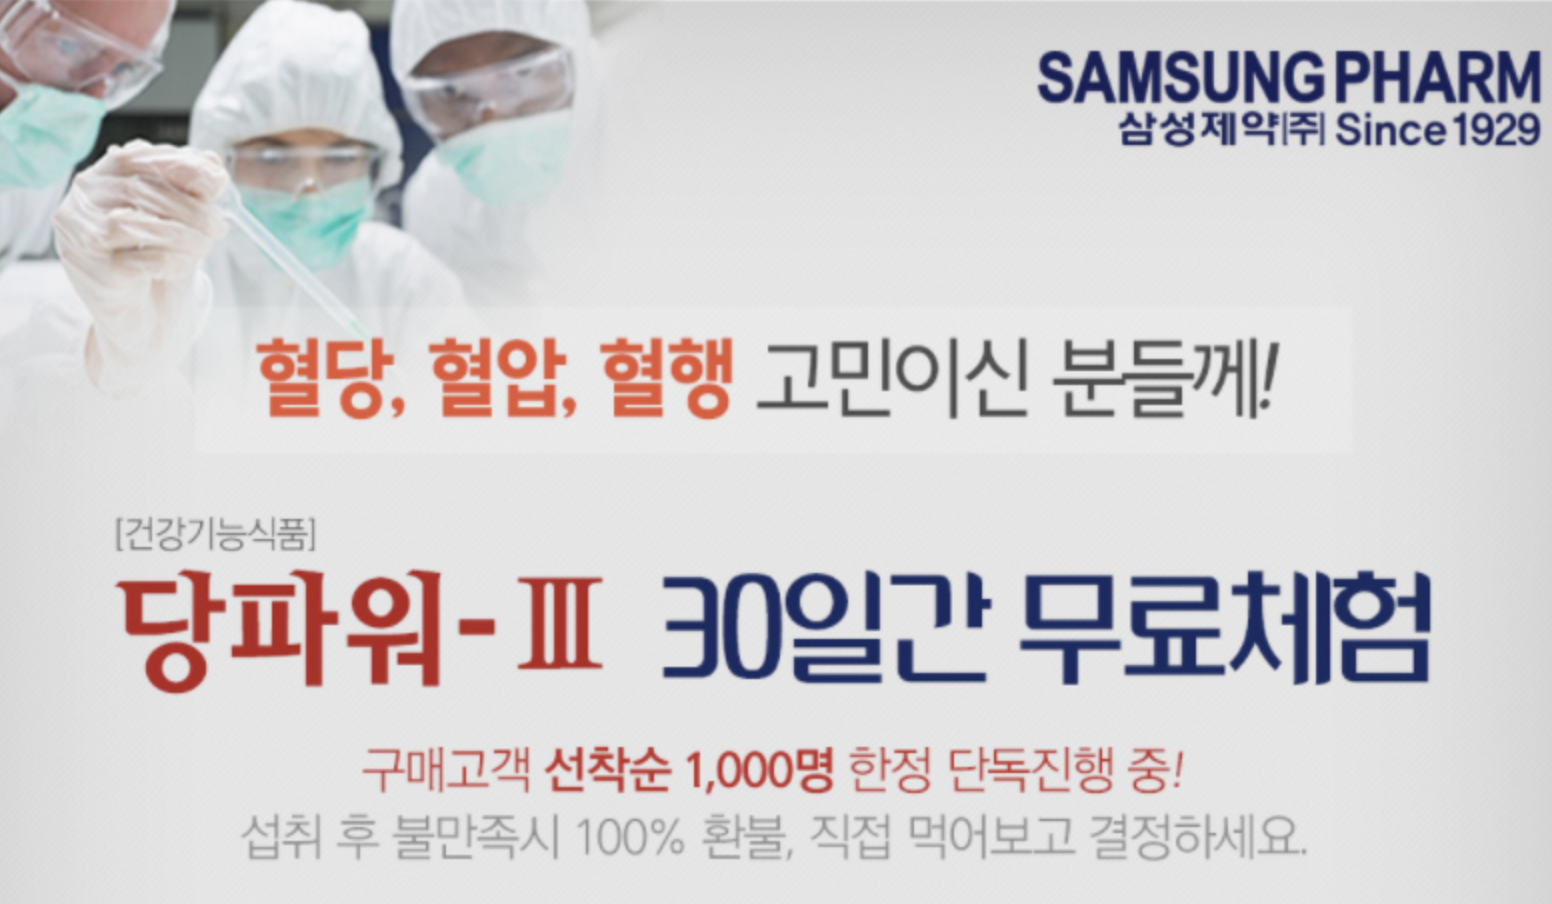 SAMSUNG PHARM
삼성제약(주) Since 1929
혈당, 혈압, 혈행 고민이신 분들께!
[건강기능식품]
당파워-Ⅲ 30일간 무료체험
구매고객 선착순 1,000명 한정 단독진행 중!
섭취 후 불만족시 100% 환불, 직접 먹어보고 결정하세요.